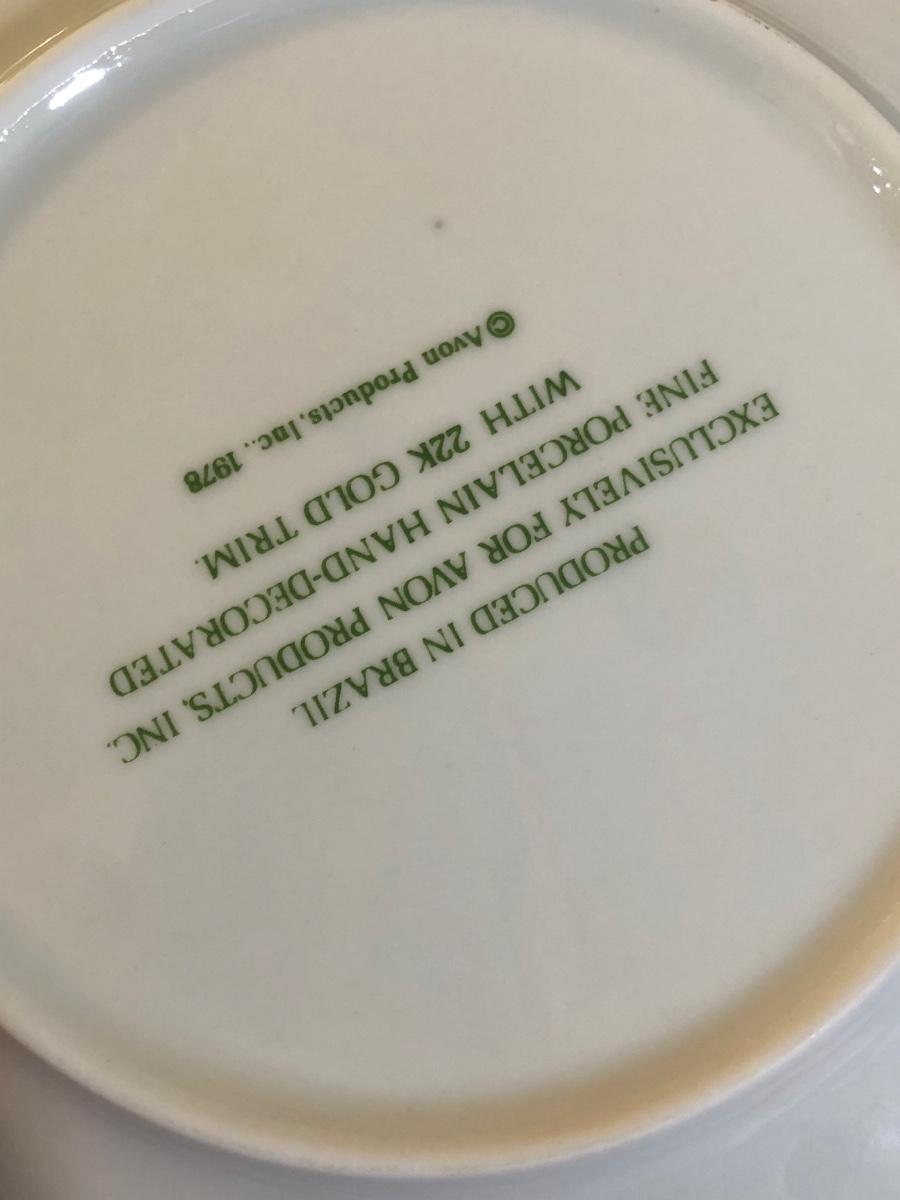 PRODUCED IN BRAZIL
EXCLUSIVELY FOR AVON PRODUCTS, INC.
FINE PORCELAIN HAND-DECORATED
WITH 22K GOLD TRIM.
© Avon Products, Inc., 1978